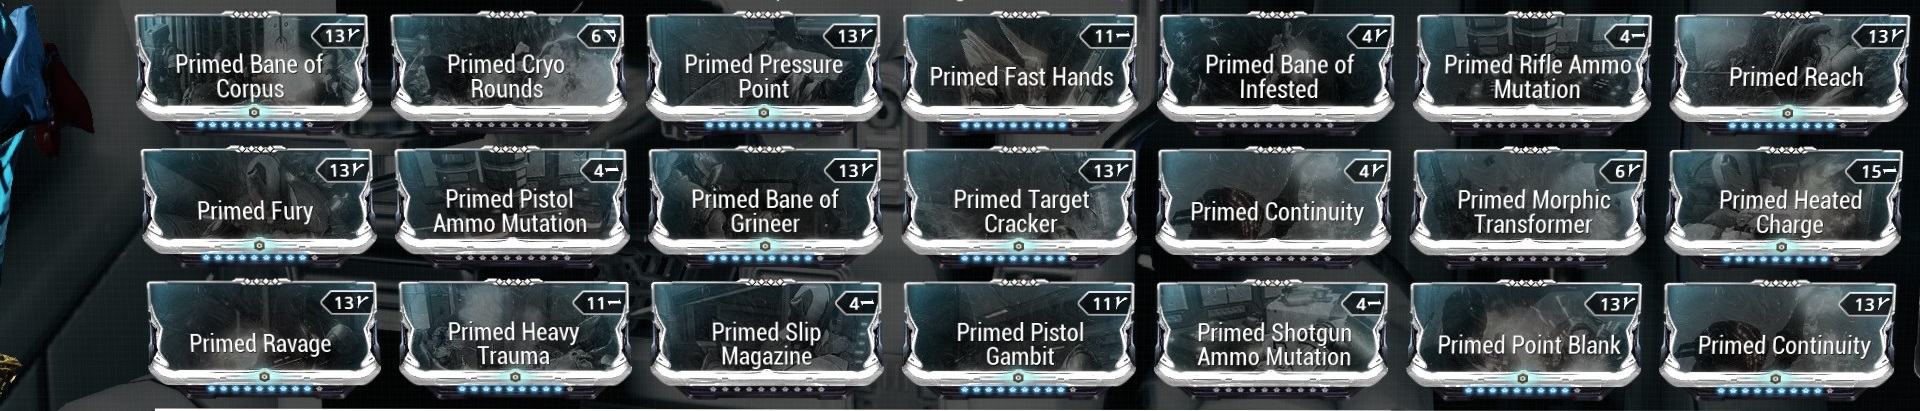 13
Primed Bane of
Corpus
6
Primed Cryo
Rounds
13
Primed Pressure
Point
11
Primed Fast Hands
4
Primed Bane of
Infested
4
Primed Rifle Ammo
Mutation
13
Primed Reach
13
Primed Fury
4
Primed Pistol
Ammo Mutation
13
Primed Bane of
Grineer
13
Primed Target
Cracker
4
Primed Continuity
6
Primed Morphic
Transformer
15
Primed Heated
Charge
13
Primed Ravage
11
Primed Heavy
Trauma
4
Primed Slip
Magazine
11
Primed Pistol
Gambit
4
Primed Shotgun
Ammo Mutation
13
Primed Point Blank
13
Primed Continuity